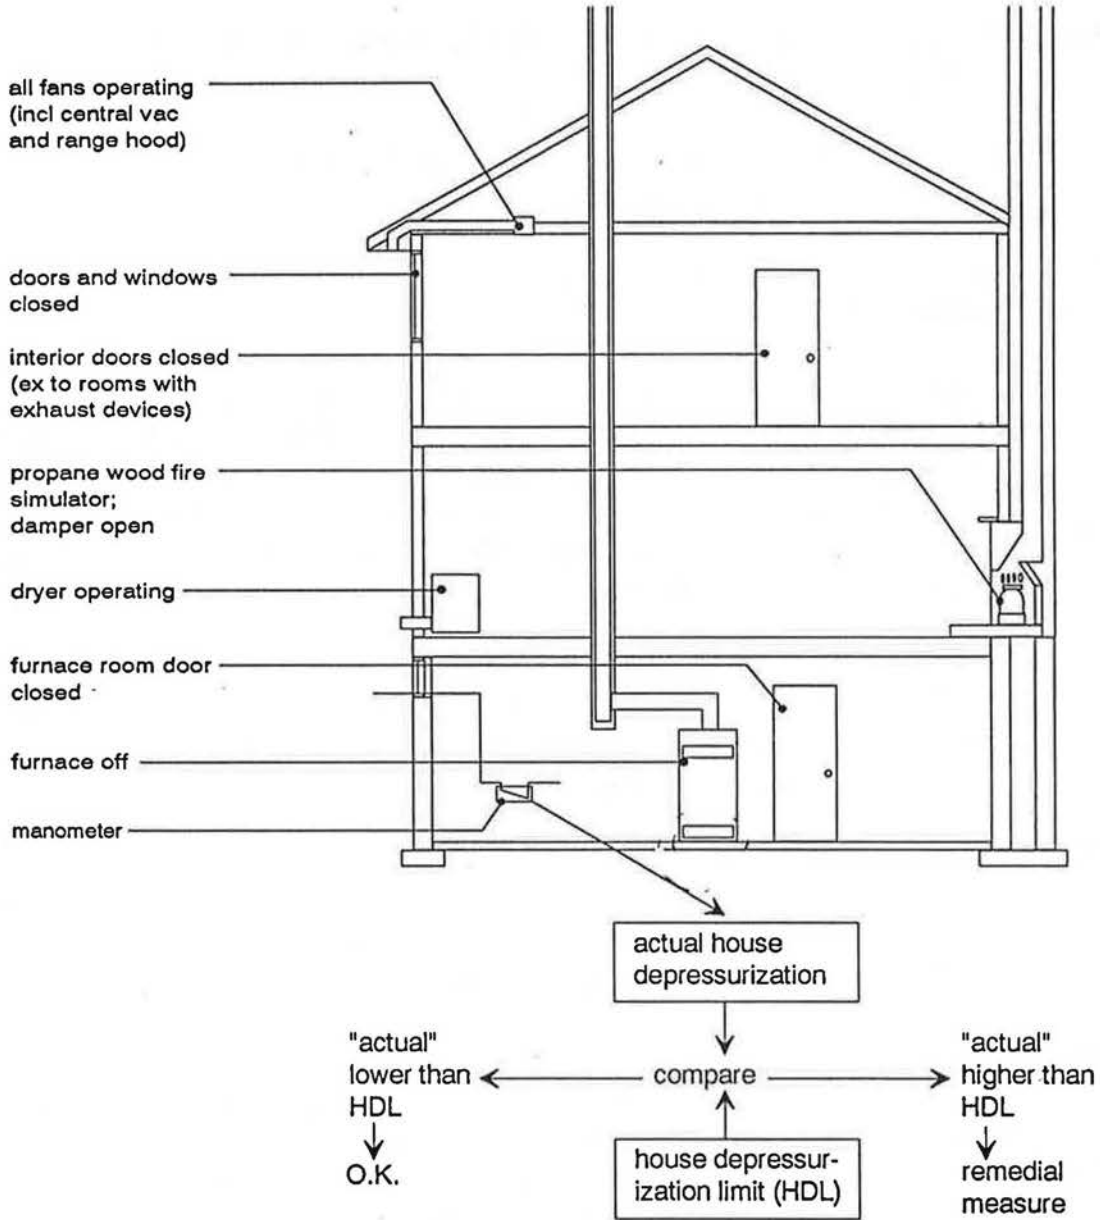 all fans operating
(incl central vac
and range hood)
doors and windows
closed
interior doors closed
(ex to rooms with
exhaust devices)
propane wood fire
simulator;
damper open
dryer operating
furnace room door
closed
furnace off
manometer
actual house
depressurization
"actual"
lower than
HDL
O.K.
compare
"actual"
higher than
HDL
remedial
measure
house depressur-
ization limit (HDL)